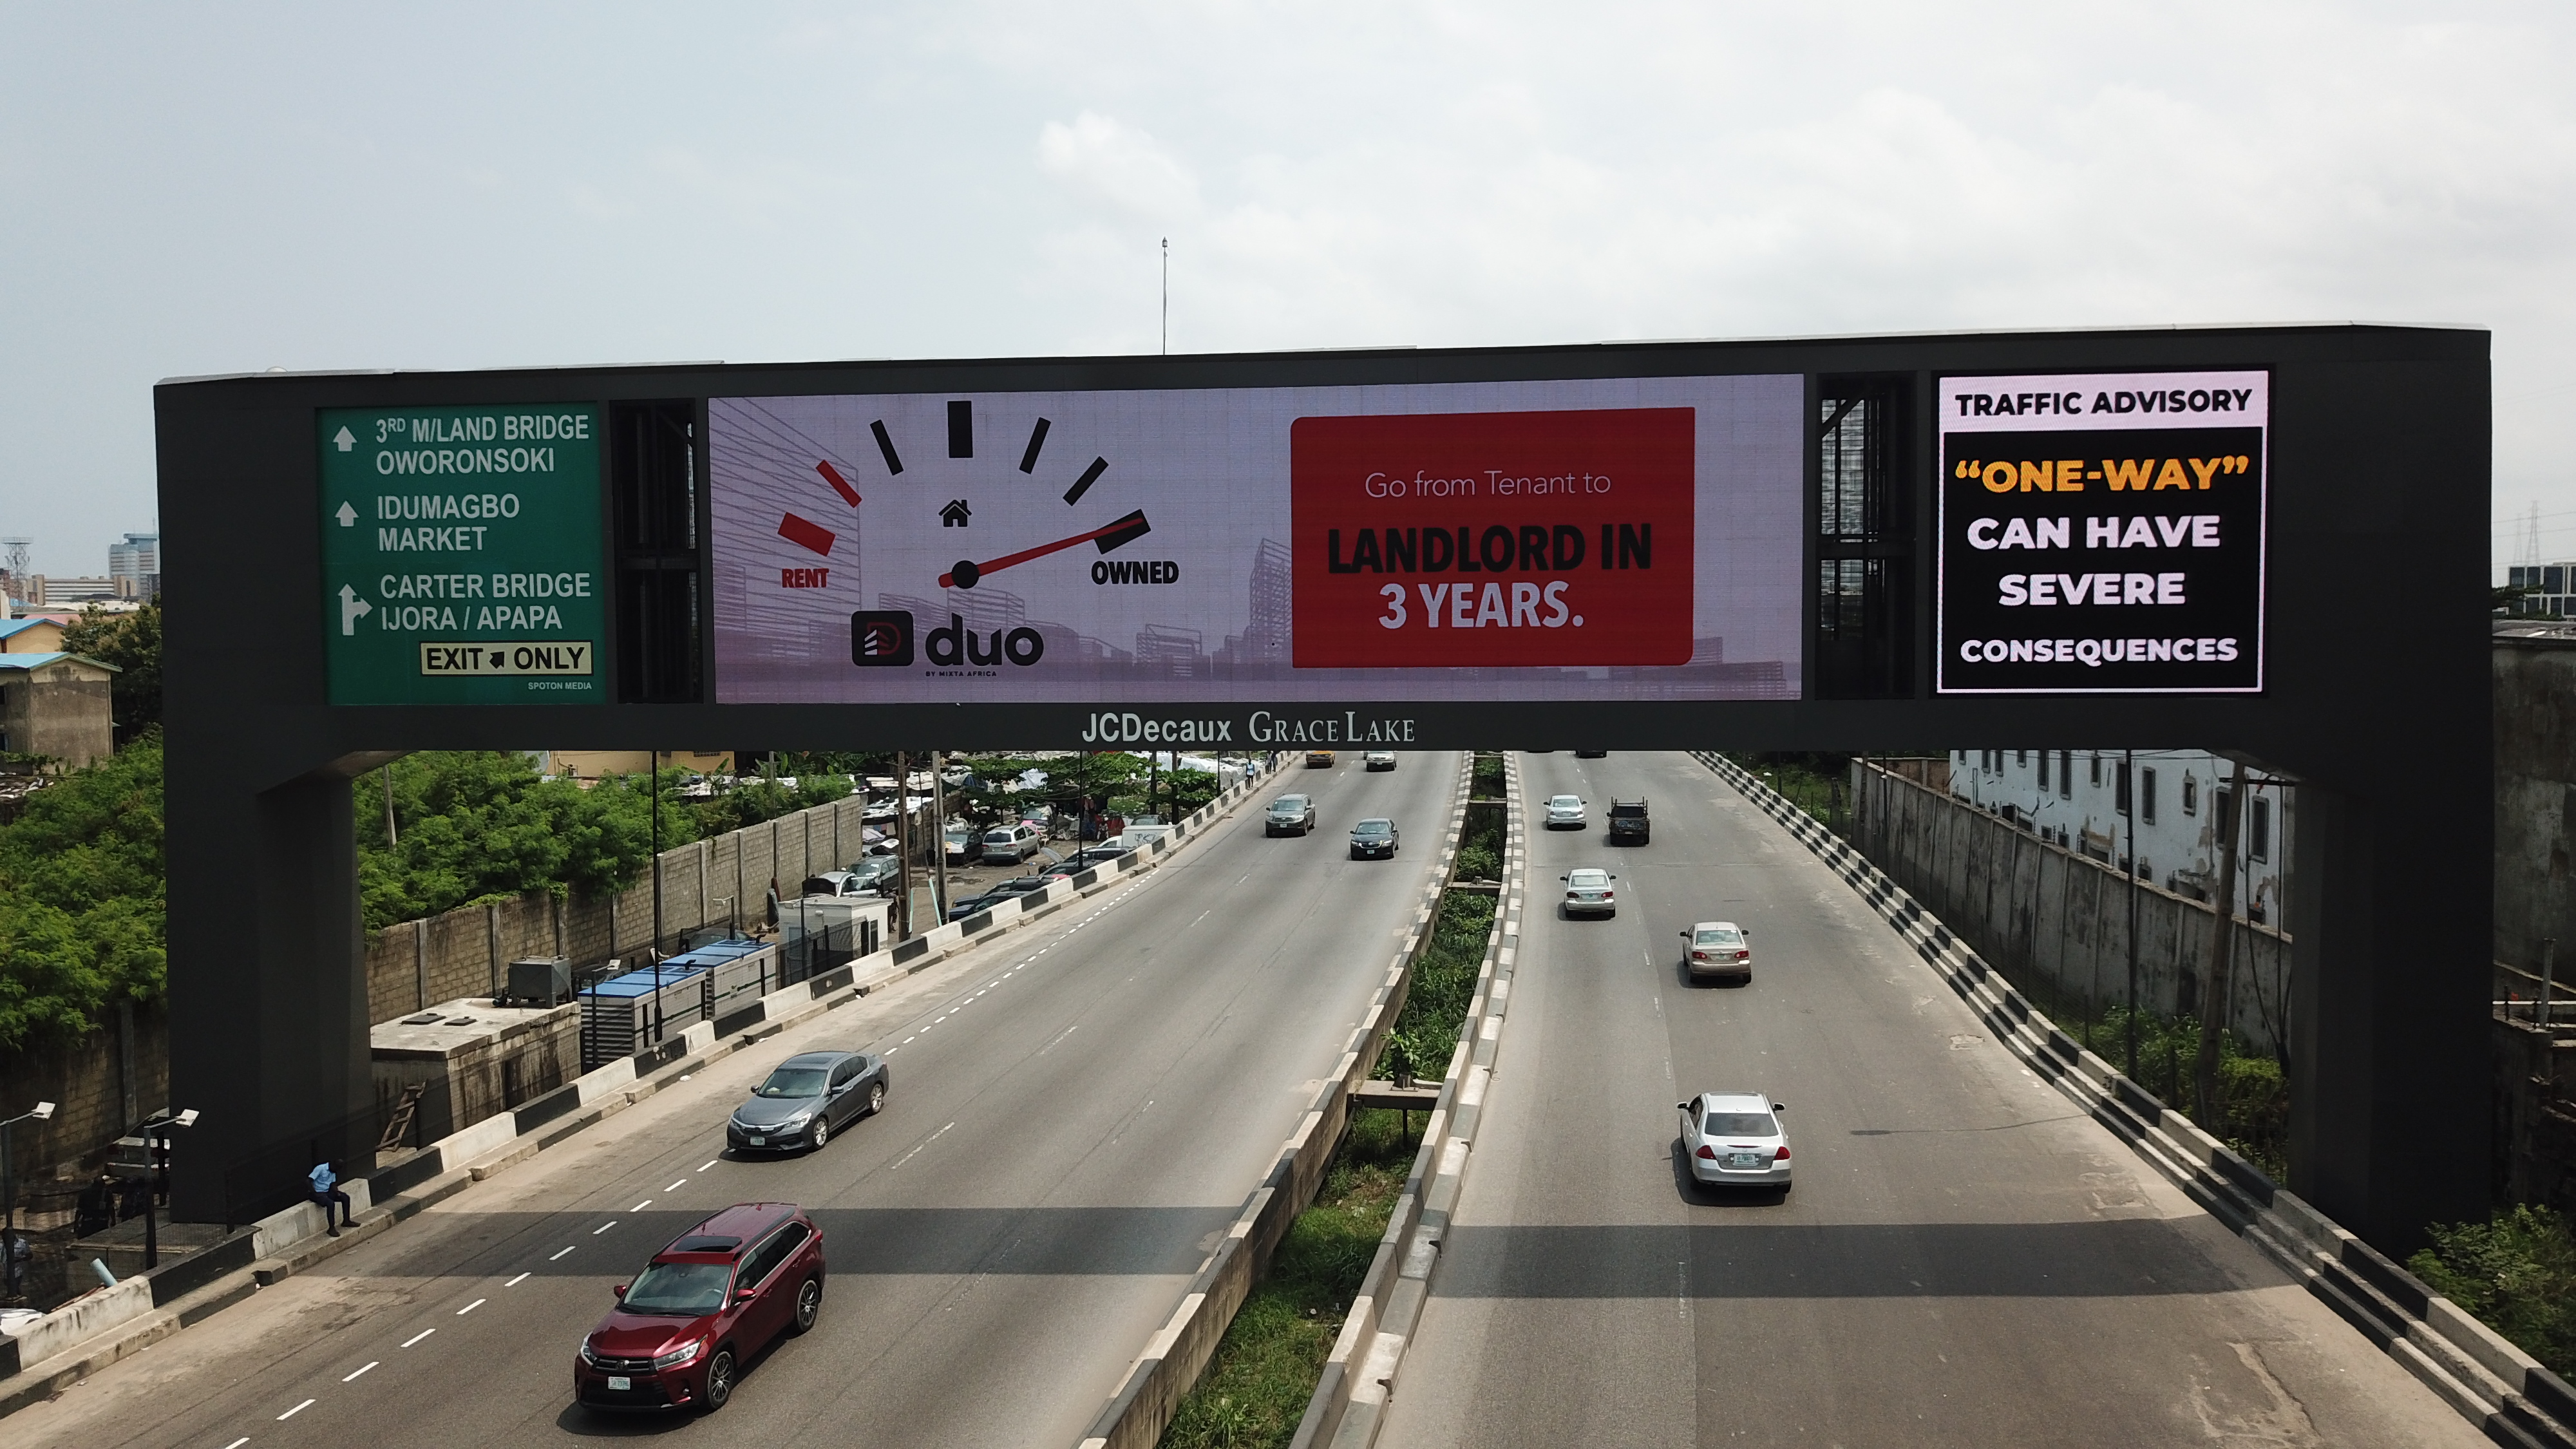 3RD M/LAND BRIDGE
OWORONSOKI
IDUMAGBO
MARKET
CARTER BRIDGE
IJORA / APAPA
EXIT ONLY
SPOTON MEDIA
RENT
OWNED
duo
BY MIXTA AFRICA
Go from Tenant to
LANDLORD IN
3 YEARS.
TRAFFIC ADVISORY
“ONE-WAY”
CAN HAVE
SEVERE
CONSEQUENCES
JCDecaux GRACE LAKE